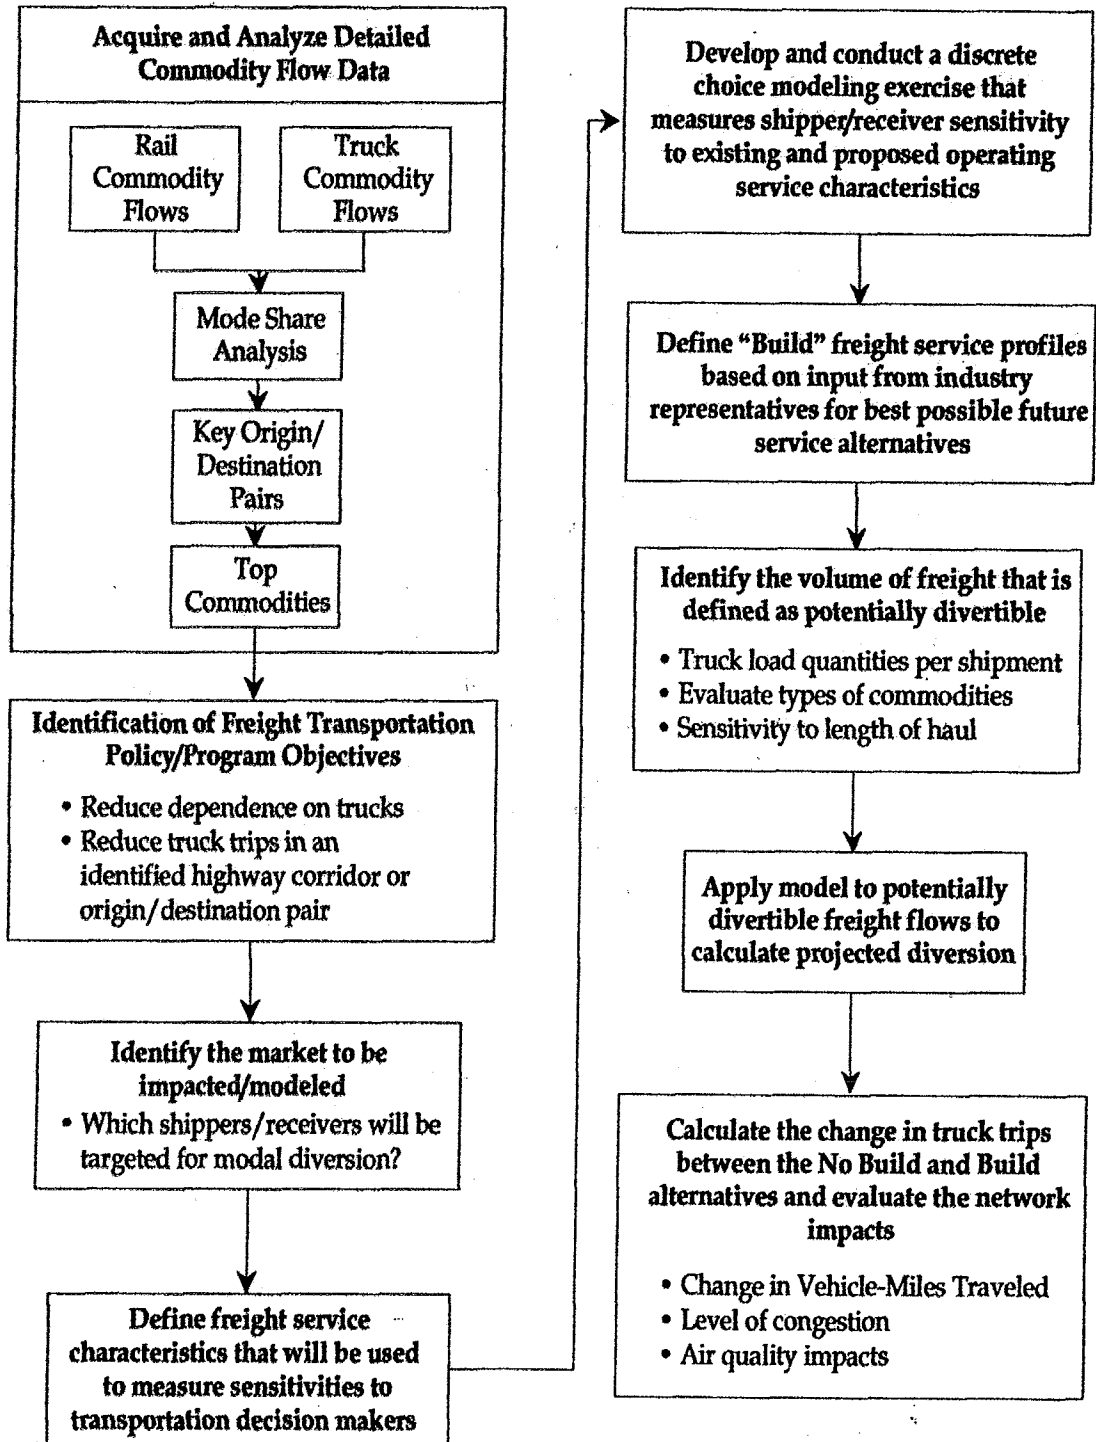 Acquire and Analyze Detailed
Commodity Flow Data
Rail
Commodity
Flows
Truck
Commodity
Flows
Mode Share
Analysis
Key Origin/
Destination
Pairs
Top
Commodities
Identification of Freight Transportation
Policy/Program Objectives
• Reduce dependence on trucks
• Reduce truck trips in an
identified highway corridor or
origin/destination pair
Identify the market to be
impacted/modeled
• Which shippers/receivers will be
targeted for modal diversion?
Define freight service
characteristics that will be used
to measure sensitivities to
transportation decision makers
Develop and conduct a discrete
choice modeling exercise that
measures shipper/receiver sensitivity
to existing and proposed operating
service characteristics
Define “Build” freight service profiles
based on input from industry
representatives for best possible future
service alternatives
Identify the volume of freight that is
defined as potentially divertible
• Truck load quantities per shipment
• Evaluate types of commodities
• Sensitivity to length of haul
Apply model to potentially
divertible freight flows to
calculate projected diversion
Calculate the change in truck trips
between the No Build and Build
alternatives and evaluate the network
impacts
• Change in Vehicle-Miles Traveled
• Level of congestion
• Air quality impacts